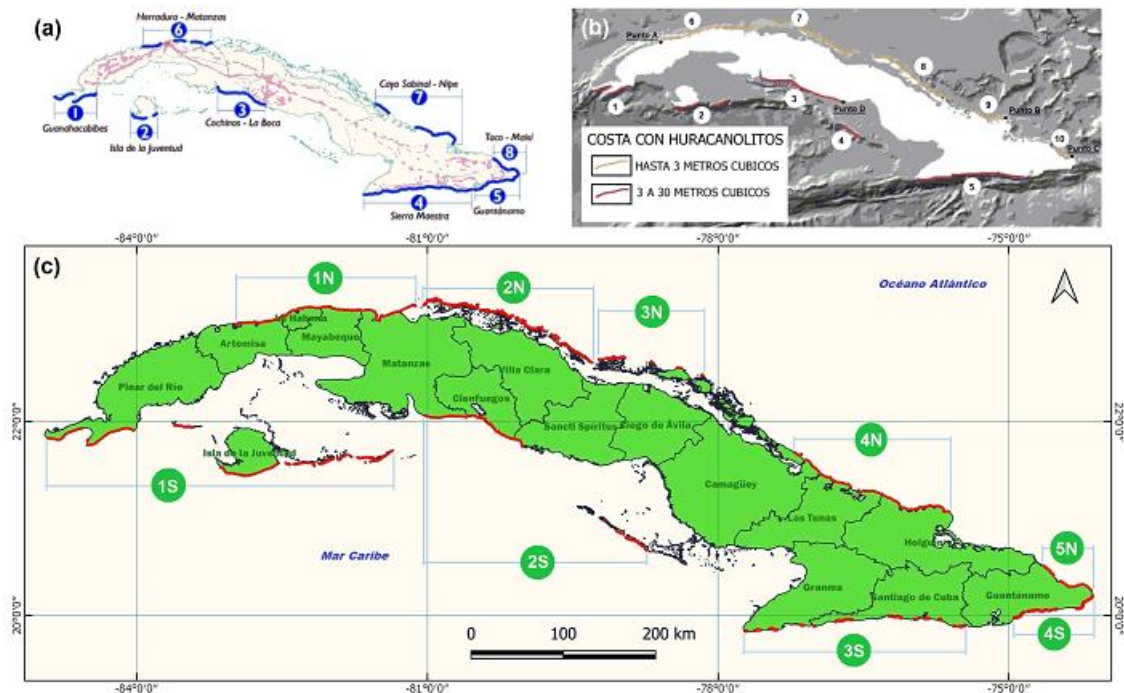 (a)
Herradura - Matanzas
6
Cayo Sabinal - Nipe
7
1
Guanahacabibes
2
Isla de la Juventud
3
Cochinos - La Boca
Taco - Maisí
8
4
Sierra Maestra
5
Guantánamo
(b)
6
7
Punto A
8
1
2
3
9
Punto B
Punto D
4
10
Punto C
5
COSTA CON HURACANOLITOS
HASTA 3 METROS CUBICOS
3 A 30 METROS CUBICOS
-84°0'0" -81°0'0" -78°0'0" -75°0'0"
(c)
1N
2N
3N
Océano Atlántico
La Habana
Artemisa
Mayabeque
Matanzas
Villa Clara
Pinar del Río
Cienfuegos
Sancti Spíritus
Ciego de Ávila
22°0'0" 22°0'0"
Isla de la Juventud
4N
1S
Camagüey
Las Tunas
Mar Caribe
2S
Holguín
5N
Granma
Santiago de Cuba
Guantánamo
20°0'0" 20°0'0"
0 100 200 km
3S
4S
-84°0'0" -81°0'0" -78°0'0" -75°0'0"